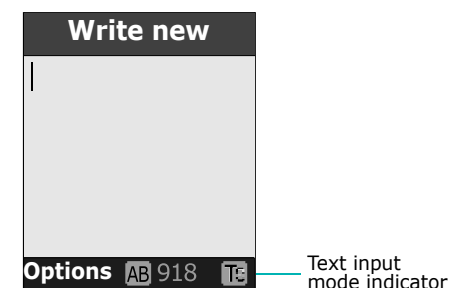 Write new
Options AB 918
Text input
mode indicator